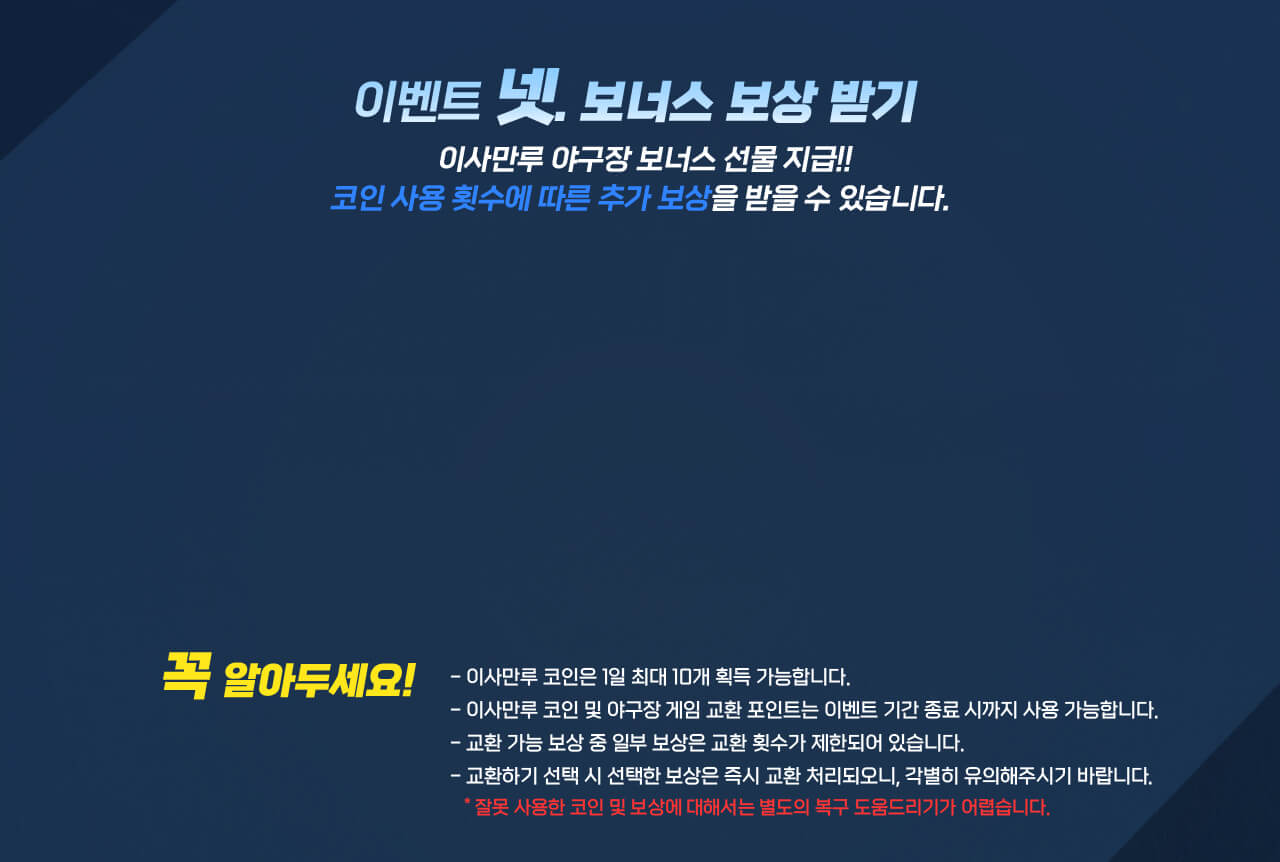 이벤트 넷. 보너스 보상 받기
이사만루 야구장 보너스 선물 지급!!
코인 사용 횟수에 따른 추가 보상을 받을 수 있습니다.
꼭 알아두세요!
- 이사만루 코인은 1일 최대 10개 획득 가능합니다.
- 이사만루 코인 및 야구장 게임 교환 포인트는 이벤트 기간 종료 시까지 사용 가능합니다.
- 교환 가능 보상 중 일부 보상은 교환 횟수가 제한되어 있습니다.
- 교환하기 선택 시 선택한 보상은 즉시 교환 처리되오니, 각별히 유의해주시기 바랍니다.
* 잘못 사용한 코인 및 보상에 대해서는 별도의 복구 도움드리기가 어렵습니다.